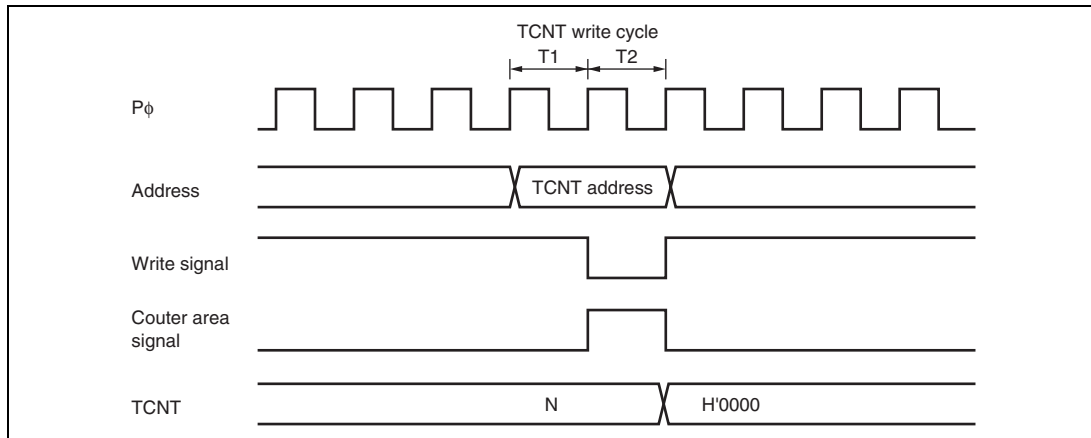 TCNT write cycle
T1 T2
Pϕ
Address
TCNT address
Write signal
Couter area
signal
TCNT
N
H'0000